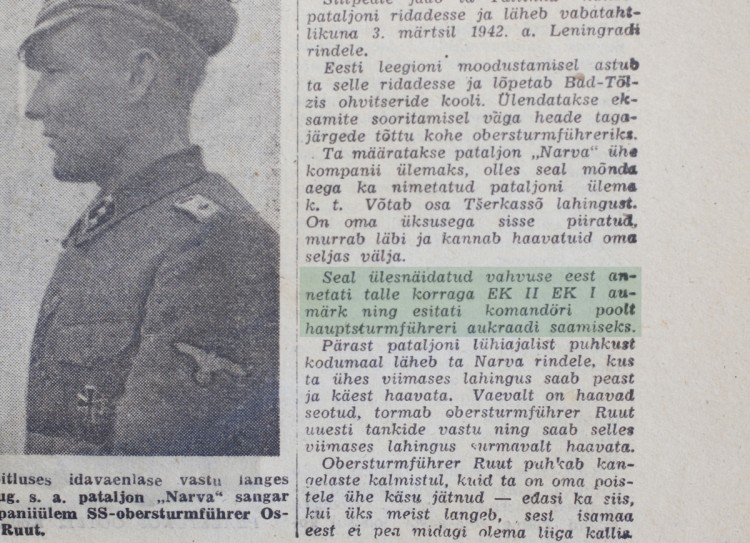 pataljoni ridadesse ja läheb vabataht-
likuna 3. märtsil 1942. a. Leningradi
rindele.
Eesti leegioni moodustamisel astub
ta selle ridadesse ja lõpetab Bad-Töl-
zis ohvitseride kooli. Ülendatakse ek-
samite sooritamisel väga heade taga-
järgede tõttu kohe obersturmführeriks.
Ta määratakse pataljon „Narva“ ühe
kompanii ülemaks, olles seal mõnda
aega ka nimetatud pataljoni ülema
k. t. Võtab osa Tšerkassõ lahingust.
On oma üksusega sisse piiratud,
murrab läbi ja kannab haavatuid oma
seljas välja.
Seal ülesnäidatud vahvuse eest an-
netati talle korraga EK II EK I au-
märk ning esitati komandöri poolt
hauptsturmführeri aukraadi saamiseks.
Pärast pataljoni lühiajalist puhkust
kodumaal läheb ta Narva rindele, kus
ta ühes viimases lahingus saab peast
ja käest haavata. Vaevalt on haavad
seotud, tormab obersturmführer Ruut
uuesti tankide vastu ning saab selles
viimases lahingus surmavalt haavata.
Obersturmführer Ruut puhkab kan-
gelaste kalmistul, kuid ta on oma pois-
tele ühe käsu jätnud — edasi ka siis,
kui üks meist langeb, sest isamaa
eest ei pea midagi olema liiga kallis.
itluses idavaenlase vastu langes
ug. s. a. pataljon „Narva“ sangar
paniiülem SS-obersturmführer Os-
Ruut.